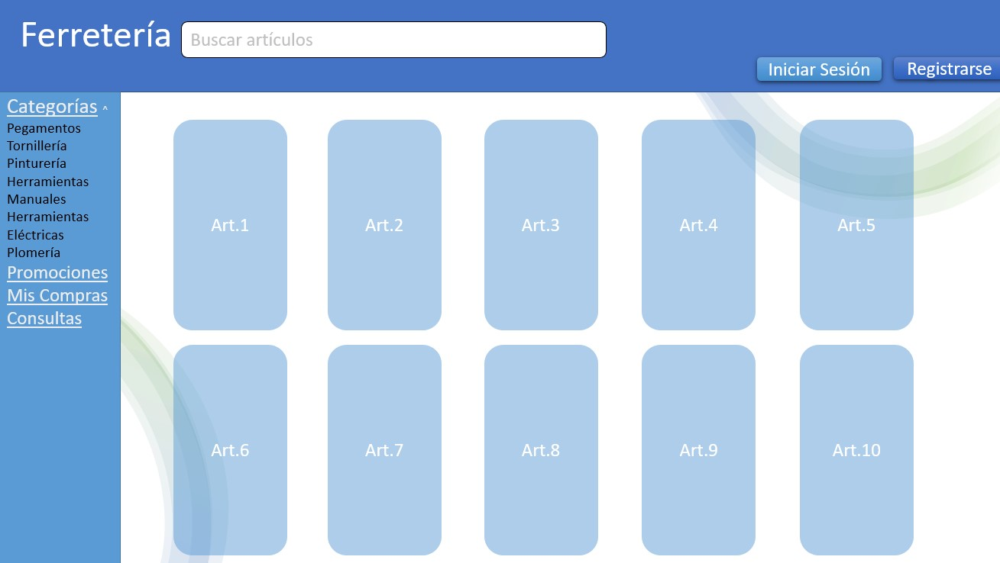 Ferretería
Buscar artículos
Iniciar Sesión
Registrarse
Categorías ^
Pegamentos
Tornillería
Pinturería
Herramientas
Manuales
Herramientas
Eléctricas
Plomería
Promociones
Mis Compras
Consultas
Art.1
Art.2
Art.3
Art.4
Art.5
Art.6
Art.7
Art.8
Art.9
Art.10